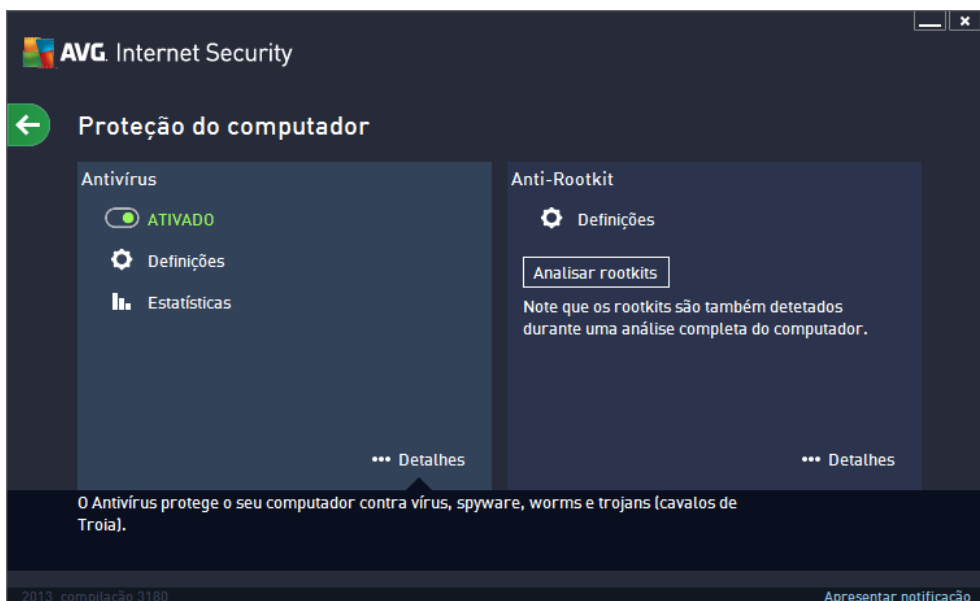 AVG. Internet Security
Proteção do computador
Antivírus
ATIVADO
Definições
Estatísticas
••• Detalhes
Anti-Rootkit
Definições
Analisar rootkits
Note que os rootkits são também detetados
durante uma análise completa do computador.
••• Detalhes
O Antivírus protege o seu computador contra vírus, spyware, worms e trojans (cavalos de
Troia).
2013 compilação 3180
Apresentar notificação